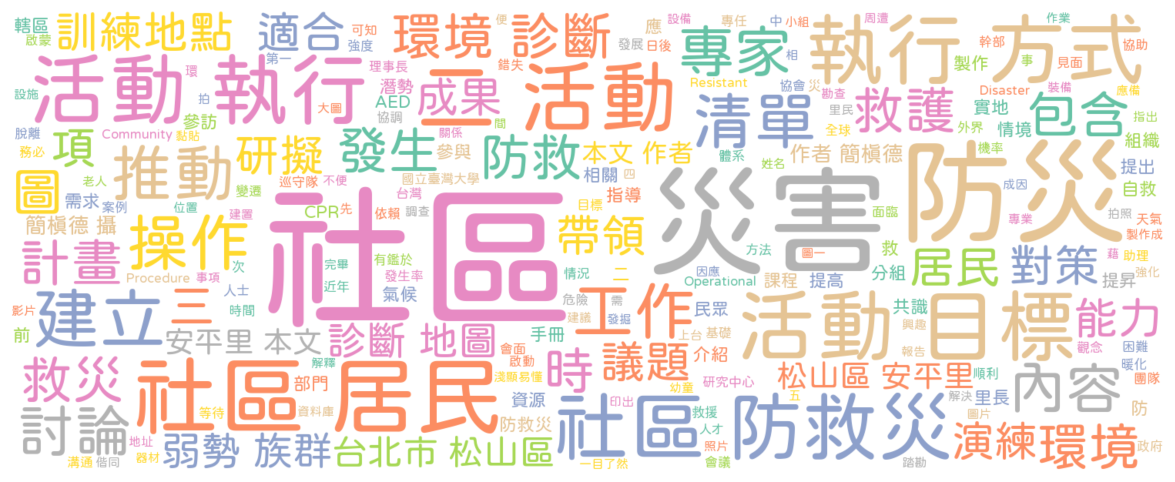 轄區
啟蒙
訓練地點
適合
可知
強度
環境 診斷
第一
發展
日後
錯失
便
應
設備
專任
專家
中 小組
相
協會 災
周遭
執行 方式
幹部
製作
作業
事
見面
協助
活動 執行
環
拍
設施
理事長
潛勢
大圖
AED
協調
成果
二 活動
Resistant
清單
勘查
里民
救護
Disaster
裝備
應備
實地
情境
包含
指出
組織
參訪
脫離
務必
Community
黏貼
項
推動
研擬
發生
關係
間
參與
防救
本文 作者
體系
全球
姓名
作者 簡楨德
外界
機率
提出
自救
防災
圖
老人
需求
案例
變遷
位置
巡守隊
不便
國立臺灣大學
相關
四
指導
災害
成因
專業
拍照
天氣
製作成
簡楨德 攝
操作
建置
CPR
先
台灣
依賴
調查
目標
帶領
面臨
救
居民
對策
藉
助理
強化
提昇
計畫
Procedure
事項
次
完畢
有鑑於
發生率
近年
氣候
社區
情況
二
方法
因應
圖一
Operational
課程
提高
分組
建立
三
人士
時間
影片
前
安平里 本文
診斷 地圖
手冊
危險
需
建議
發掘
工作
民眾
上台
基礎
活動 目標
共識
興趣
報告
能力
觀念
困難
暖化
救災
解釋
部門
會面
啟動
淺顯易懂
時
議題
介紹
幼童
研究中心
松山區 安平里
順利
解決
里長
團隊
內容
防
社區 居民
資源
印出
五
圖片
政府
討論
等待
資料庫
地址
溝通
偕同
器材
弱勢 族群
台北市 松山區
防救災
一目了然
社區 防救災
救援
人才
照片
會議
踏勘
演練
環境